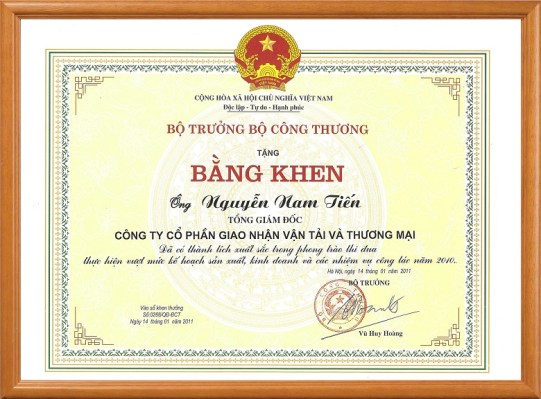 CỘNG HÒA XÃ HỘI CHỦ NGHĨA VIỆT NAM
Độc lập - Tự do - Hạnh phúc
BỘ TRƯỞNG BỘ CÔNG THƯƠNG
TẶNG
BẰNG KHEN
Ông Nguyễn Nam Tiến
TỔNG GIÁM ĐỐC
CÔNG TY CỔ PHẦN GIAO NHẬN VẬN TẢI VÀ THƯƠNG MẠI
Đã có thành tích xuất sắc trong phong trào thi đua
thực hiện vượt mức kế hoạch sản xuất, kinh doanh và các nhiệm vụ công tác năm 2010.
Hà Nội, ngày 14 tháng 01 năm 2011
BỘ TRƯỞNG
Vào sổ khen thưởng
Số:0286/QĐ-BCT
Ngày 14 tháng 01 năm 2011
Vũ Huy Hoàng